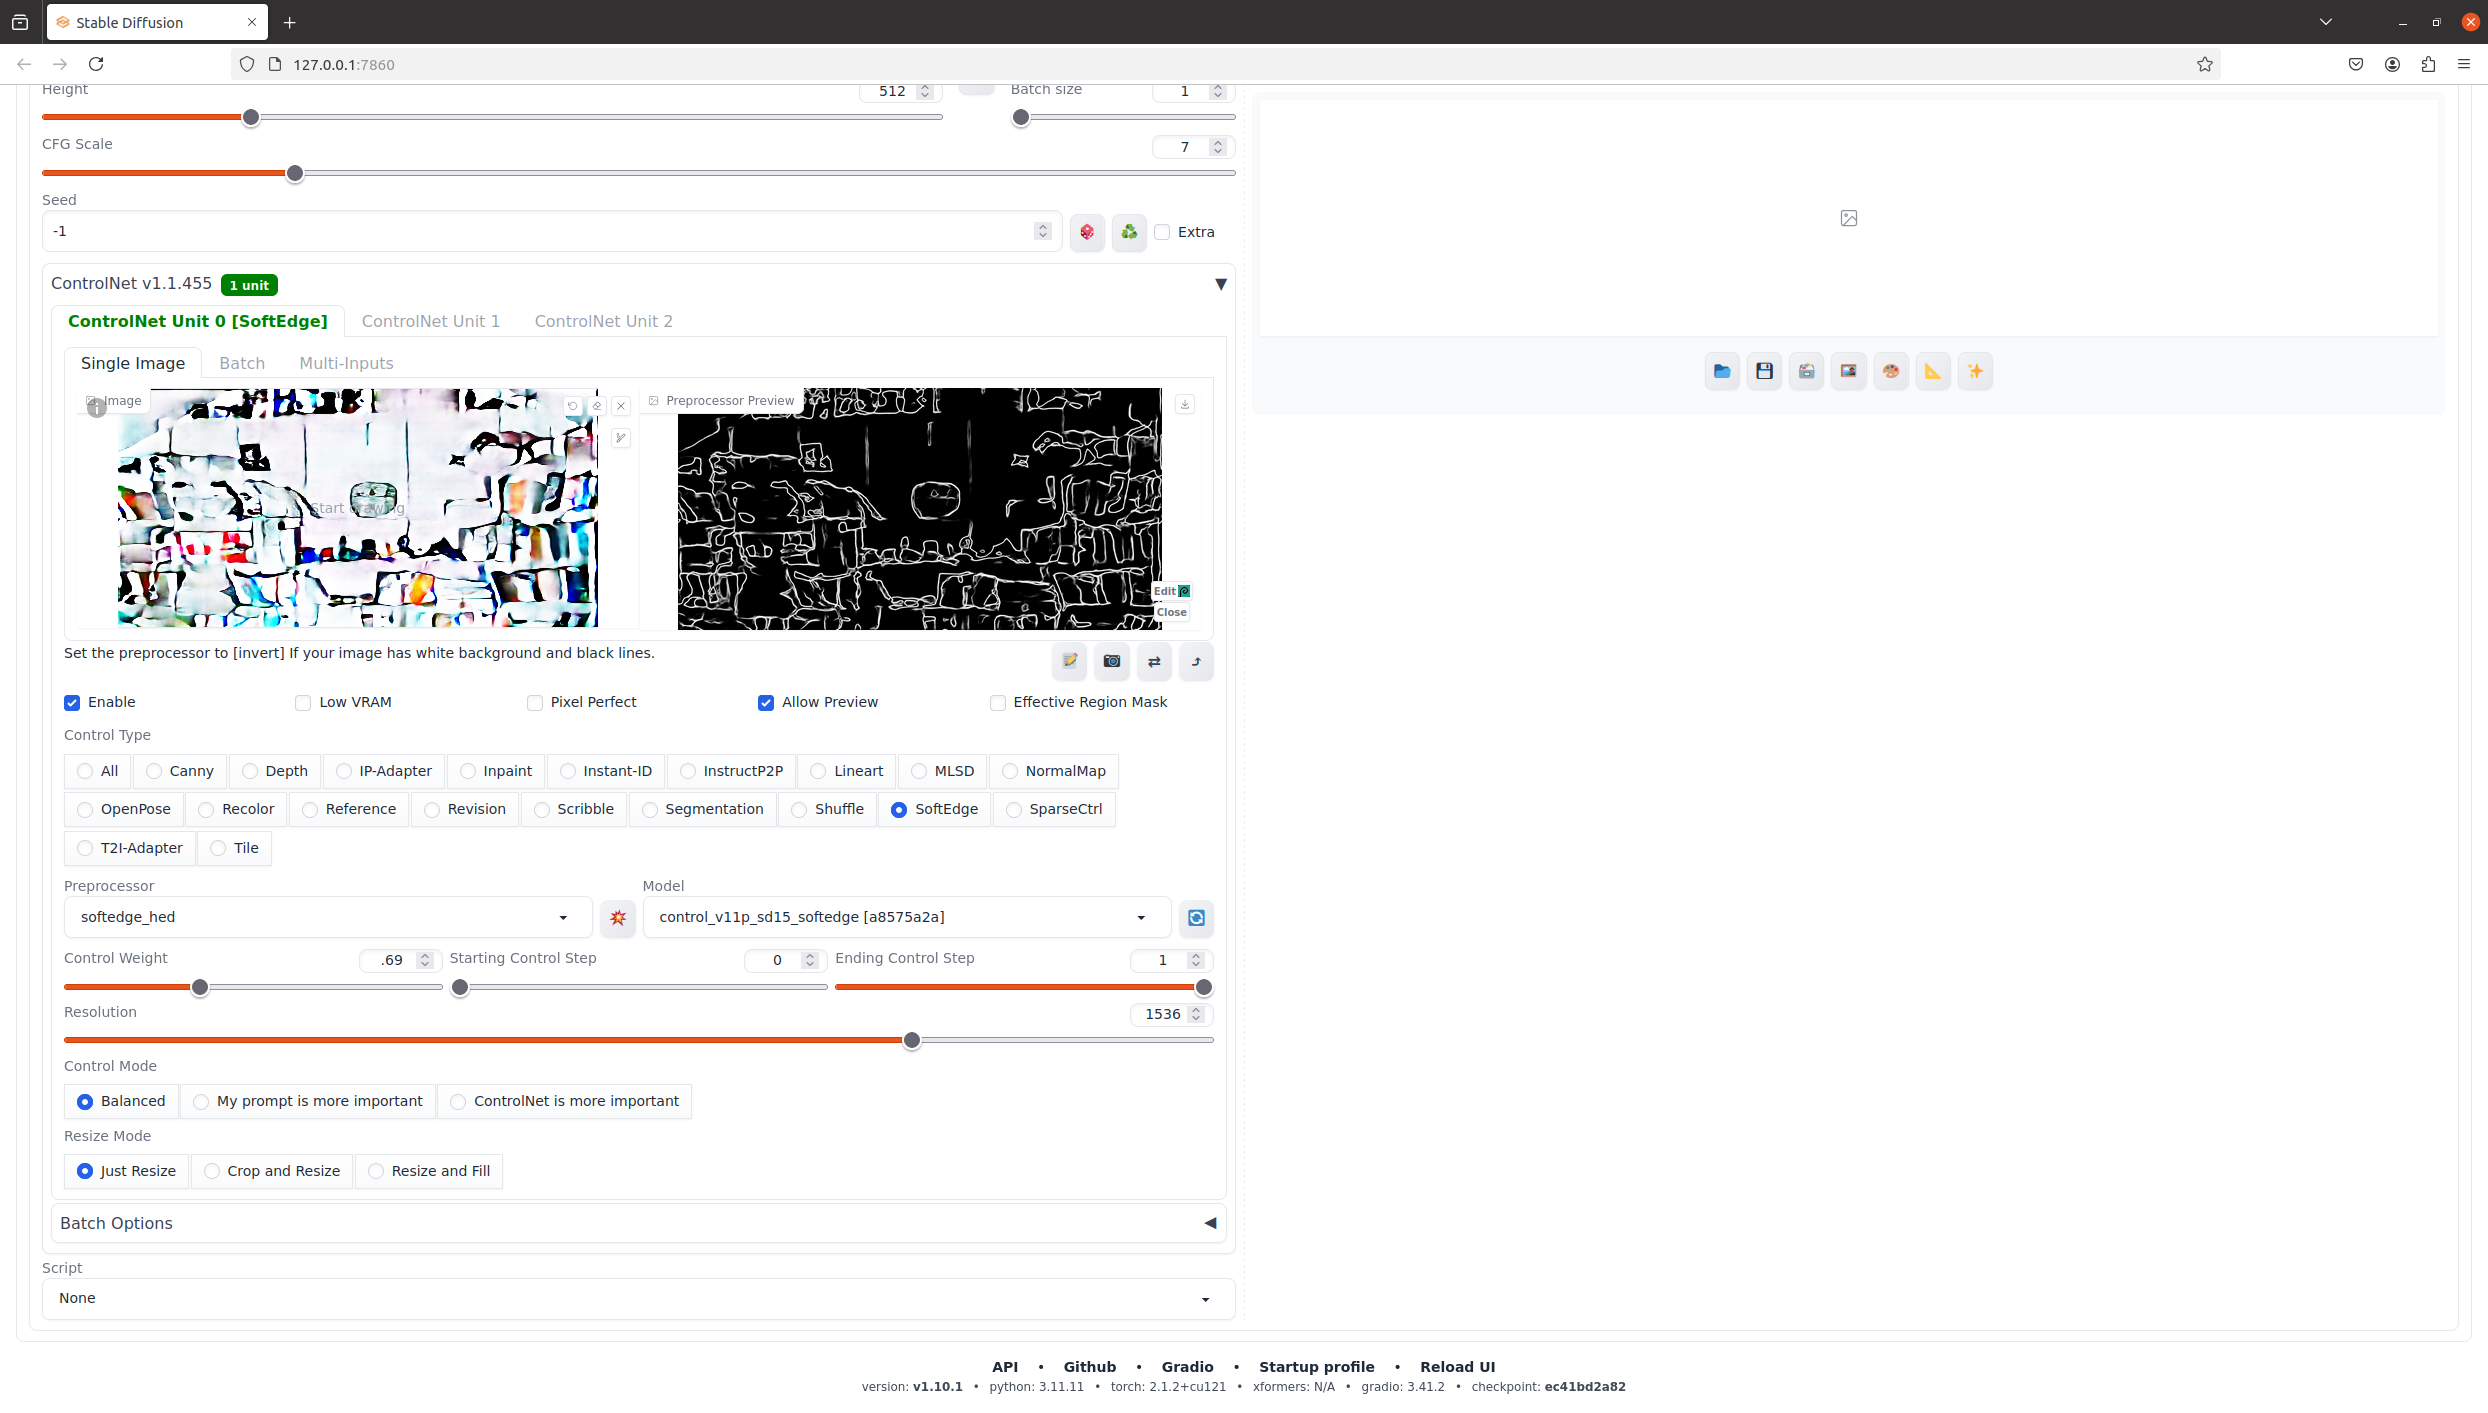 Stable Diffusion
127.0.0.1:7860
Height 512 Batch size 1
CFG Scale 7
Seed
-1 Extra
ControlNet v1.1.455 1 unit
ControlNet Unit 0 [SoftEdge] ControlNet Unit 1 ControlNet Unit 2
Single Image Batch Multi-Inputs
Image Preprocessor Preview
Start drawing
Edit
Close
Set the preprocessor to [invert] If your image has white background and black lines.
Enable Low VRAM Pixel Perfect Allow Preview Effective Region Mask
Control Type
All Canny Depth IP-Adapter Inpaint Instant-ID InstructP2P Lineart MLSD NormalMap
OpenPose Recolor Reference Revision Scribble Segmentation Shuffle SoftEdge SparseCtrl
T2I-Adapter Tile
Preprocessor Model
softedge_hed control_v11p_sd15_softedge [a8575a2a]
Control Weight .69 Starting Control Step 0 Ending Control Step 1
Resolution 1536
Control Mode
Balanced My prompt is more important ControlNet is more important
Resize Mode
Just Resize Crop and Resize Resize and Fill
Batch Options
Script
None
API • Github • Gradio • Startup profile • Reload UI
version: v1.10.1 • python: 3.11.11 • torch: 2.1.2+cu121 • xformers: N/A • gradio: 3.41.2 • checkpoint: ec41bd2a82